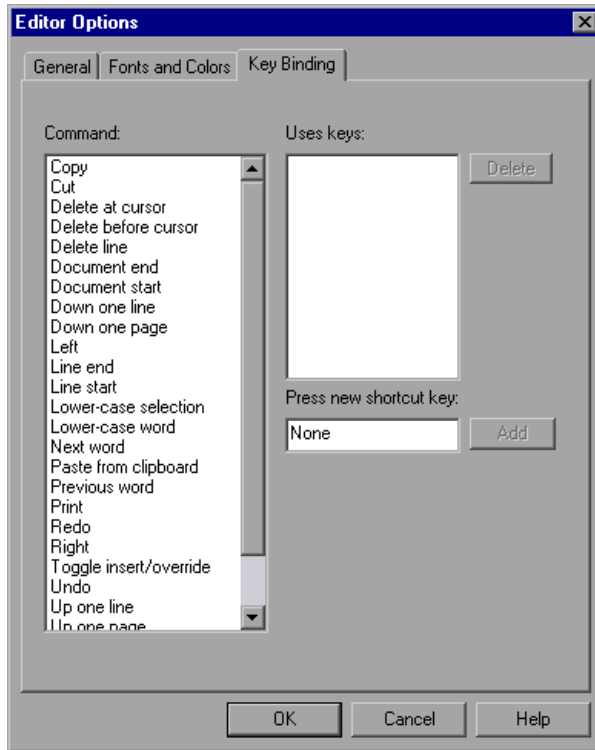 Editor Options
General Fonts and Colors Key Binding
Command:
Copy
Cut
Delete at cursor
Delete before cursor
Delete line
Document end
Document start
Down one line
Down one page
Left
Line end
Line start
Lower-case selection
Lower-case word
Next word
Paste from clipboard
Previous word
Print
Redo
Right
Toggle insert/override
Undo
Up one line
Up one page
Uses keys:
Delete
Press new shortcut key:
None Add
OK Cancel Help